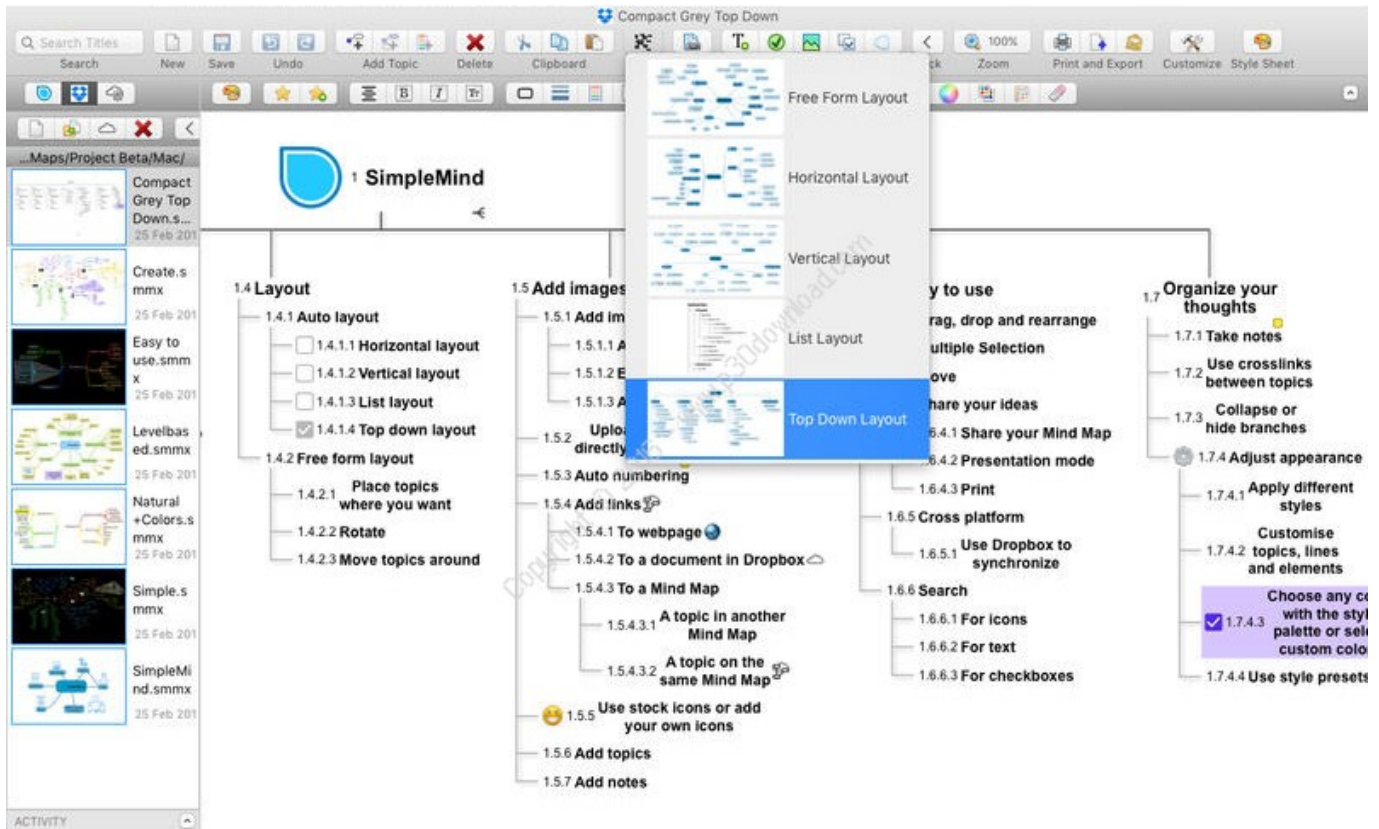 Compact Grey Top Down
Search Titles
100%
Search
New
Save
Undo
Add Topic
Delete
Clipboard
ck
Zoom
Print and Export
Customize
Style Sheet
...Maps/Project Beta/Mac/
Compact
Grey Top
Down.s...
25 Feb 201
Create.s
mmx
25 Feb 201
Easy to
use.smm
x
25 Feb 201
Levelbas
ed.smmx
25 Feb 201
Natural
+Colors.s
mmx
25 Feb 201
Simple.s
mmx
25 Feb 201
SimpleMi
nd.smmx
25 Feb 201
ACTIVITY
Free Form Layout
Horizontal Layout
Vertical Layout
List Layout
Top Down Layout
1 SimpleMind
1.4 Layout
1.4.1 Auto layout
1.4.1.1 Horizontal layout
1.4.1.2 Vertical layout
1.4.1.3 List layout
1.4.1.4 Top down layout
1.4.2 Free form layout
1.4.2.1 Place topics
where you want
1.4.2.2 Rotate
1.4.2.3 Move topics around
1.5 Add images
1.5.1 Add im
1.5.1.1 A
1.5.1.2 E
1.5.1.3 A
1.5.2 Uploa
directly
1.5.3 Auto numbering
1.5.4 Add links
1.5.4.1 To webpage
1.5.4.2 To a document in Dropbox
1.5.4.3 To a Mind Map
1.5.4.3.1 A topic in another
Mind Map
1.5.4.3.2 A topic on the
same Mind Map
1.5.5 Use stock icons or add
your own icons
1.5.6 Add topics
1.5.7 Add notes
y to use
rag, drop and rearrange
ultiple Selection
ove
hare your ideas
6.4.1 Share your Mind Map
6.4.2 Presentation mode
1.6.4.3 Print
1.6.5 Cross platform
1.6.5.1 Use Dropbox to
synchronize
1.6.6 Search
1.6.6.1 For icons
1.6.6.2 For text
1.6.6.3 For checkboxes
1.7 Organize your
thoughts
1.7.1 Take notes
1.7.2 Use crosslinks
between topics
1.7.3 Collapse or
hide branches
1.7.4 Adjust appearance
1.7.4.1 Apply different
styles
1.7.4.2 Customise
topics, lines
and elements
1.7.4.3 Choose any co
with the styl
palette or sele
custom colo
1.7.4.4 Use style presets